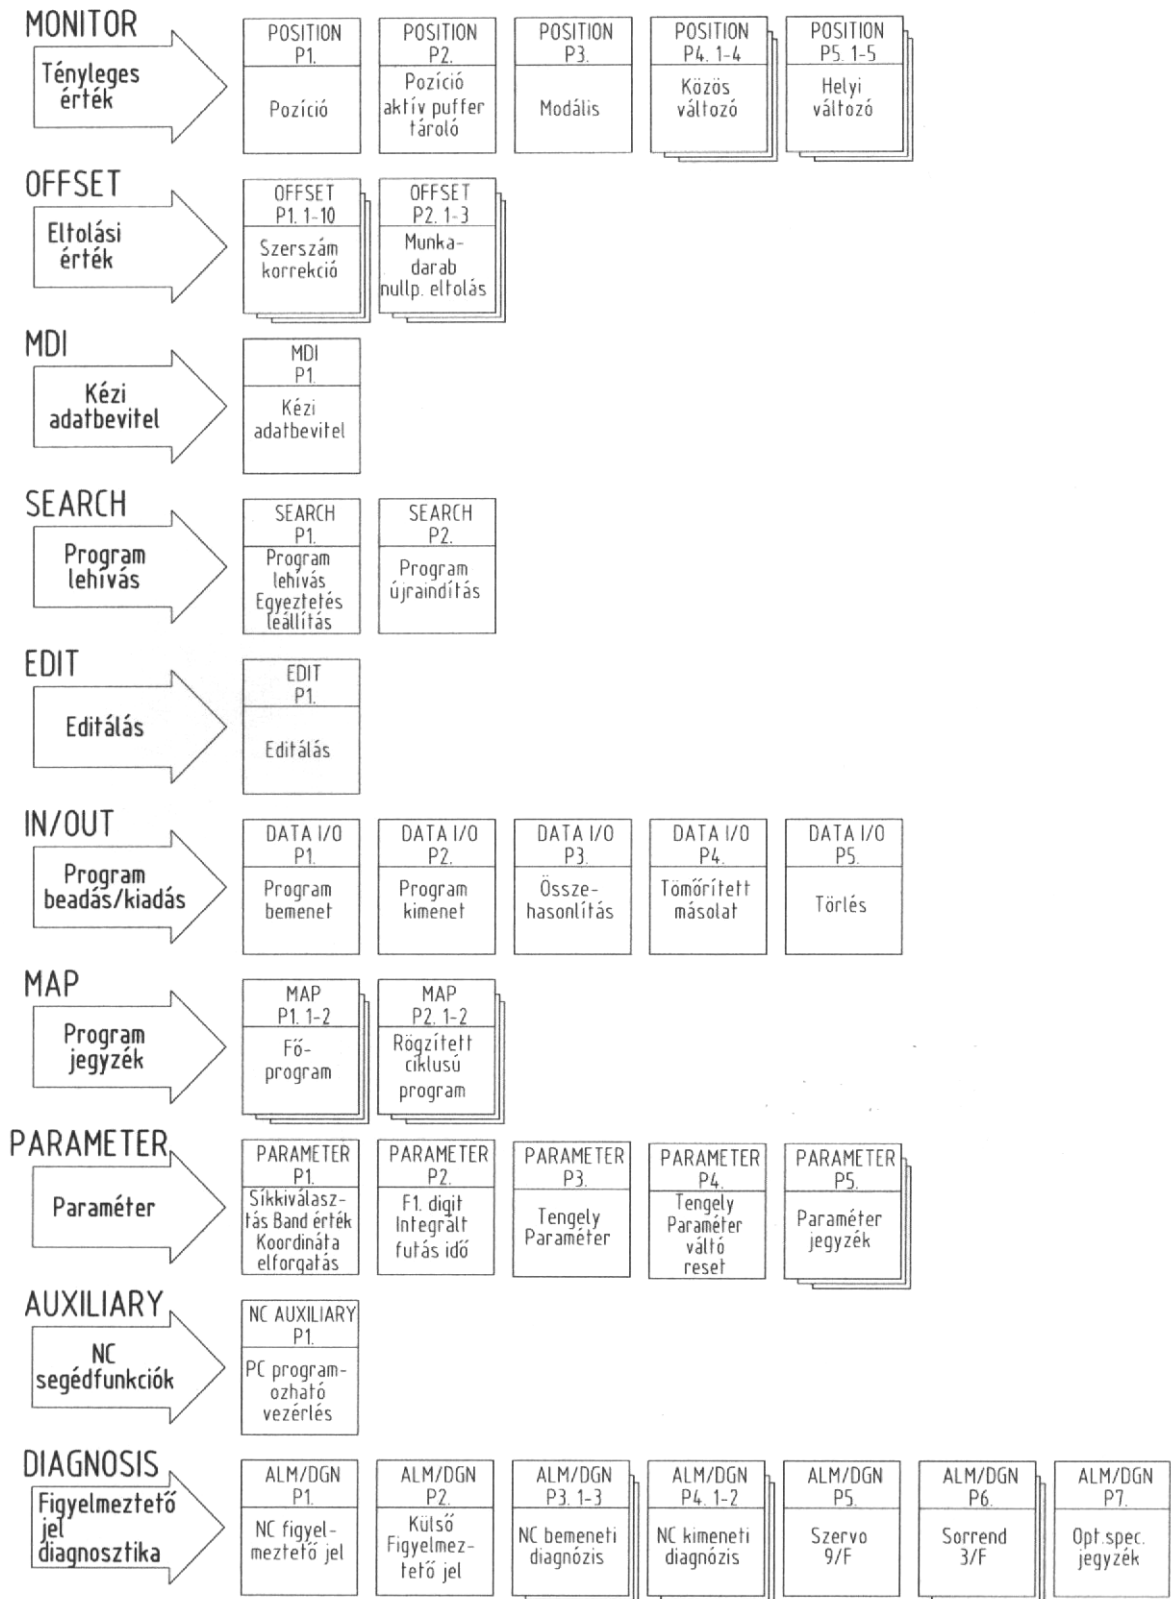 MONITOR
Tényleges
érték
POSITION
P1.
Pozíció
POSITION
P2.
Pozíció
aktív puffer
tároló
POSITION
P3.
Modális
POSITION
P4. 1-4
Közös
változó
POSITION
P5. 1-5
Helyi
változó
OFFSET
Eltolási
érték
OFFSET
P1. 1-10
Szerszám
korrekció
OFFSET
P2. 1-3
Munka-
darab
nullp. eltolás
MDI
Kézi
adatbevitel
MDI
P1.
Kézi
adatbevitel
SEARCH
Program
lehívás
SEARCH
P1.
Program
lehívás
Egyeztetés
leállítás
SEARCH
P2.
Program
újraindítás
EDIT
Editálás
EDIT
P1.
Editálás
IN/OUT
Program
beadás/kiadás
DATA I/O
P1.
Program
bemenet
DATA I/O
P2.
Program
kimenet
DATA I/O
P3.
Össze-
hasonlítás
DATA I/O
P4.
Tömőrített
másolat
DATA I/O
P5.
Törlés
MAP
Program
jegyzék
MAP
P1. 1-2
Fő-
program
MAP
P2. 1-2
Rögzített
ciklusú
program
PARAMETER
Paraméter
PARAMETER
P1.
Síkkiválasz-
tás Band érték
Koordináta
elforgatás
PARAMETER
P2.
F1. digit
Integrált
futás idő
PARAMETER
P3.
Tengely
Paraméter
PARAMETER
P4.
Tengely
Paraméter
váltó
reset
PARAMETER
P5.
Paraméter
jegyzék
AUXILIARY
NC
segédfunkciók
NC AUXILIARY
P1.
PC program-
ozható
vezérlés
DIAGNOSIS
Figyelmeztető
jel
diagnosztika
ALM/DGN
P1.
NC figyel-
meztető jel
ALM/DGN
P2.
Külső
Figyelmez-
tető jel
ALM/DGN
P3. 1-3
NC bemeneti
diagnózis
ALM/DGN
P4. 1-2
NC kimeneti
diagnózis
ALM/DGN
P5.
Szervo
9/F
ALM/DGN
P6.
Sorrend
3/F
ALM/DGN
P7.
Opt.spec.
jegyzék